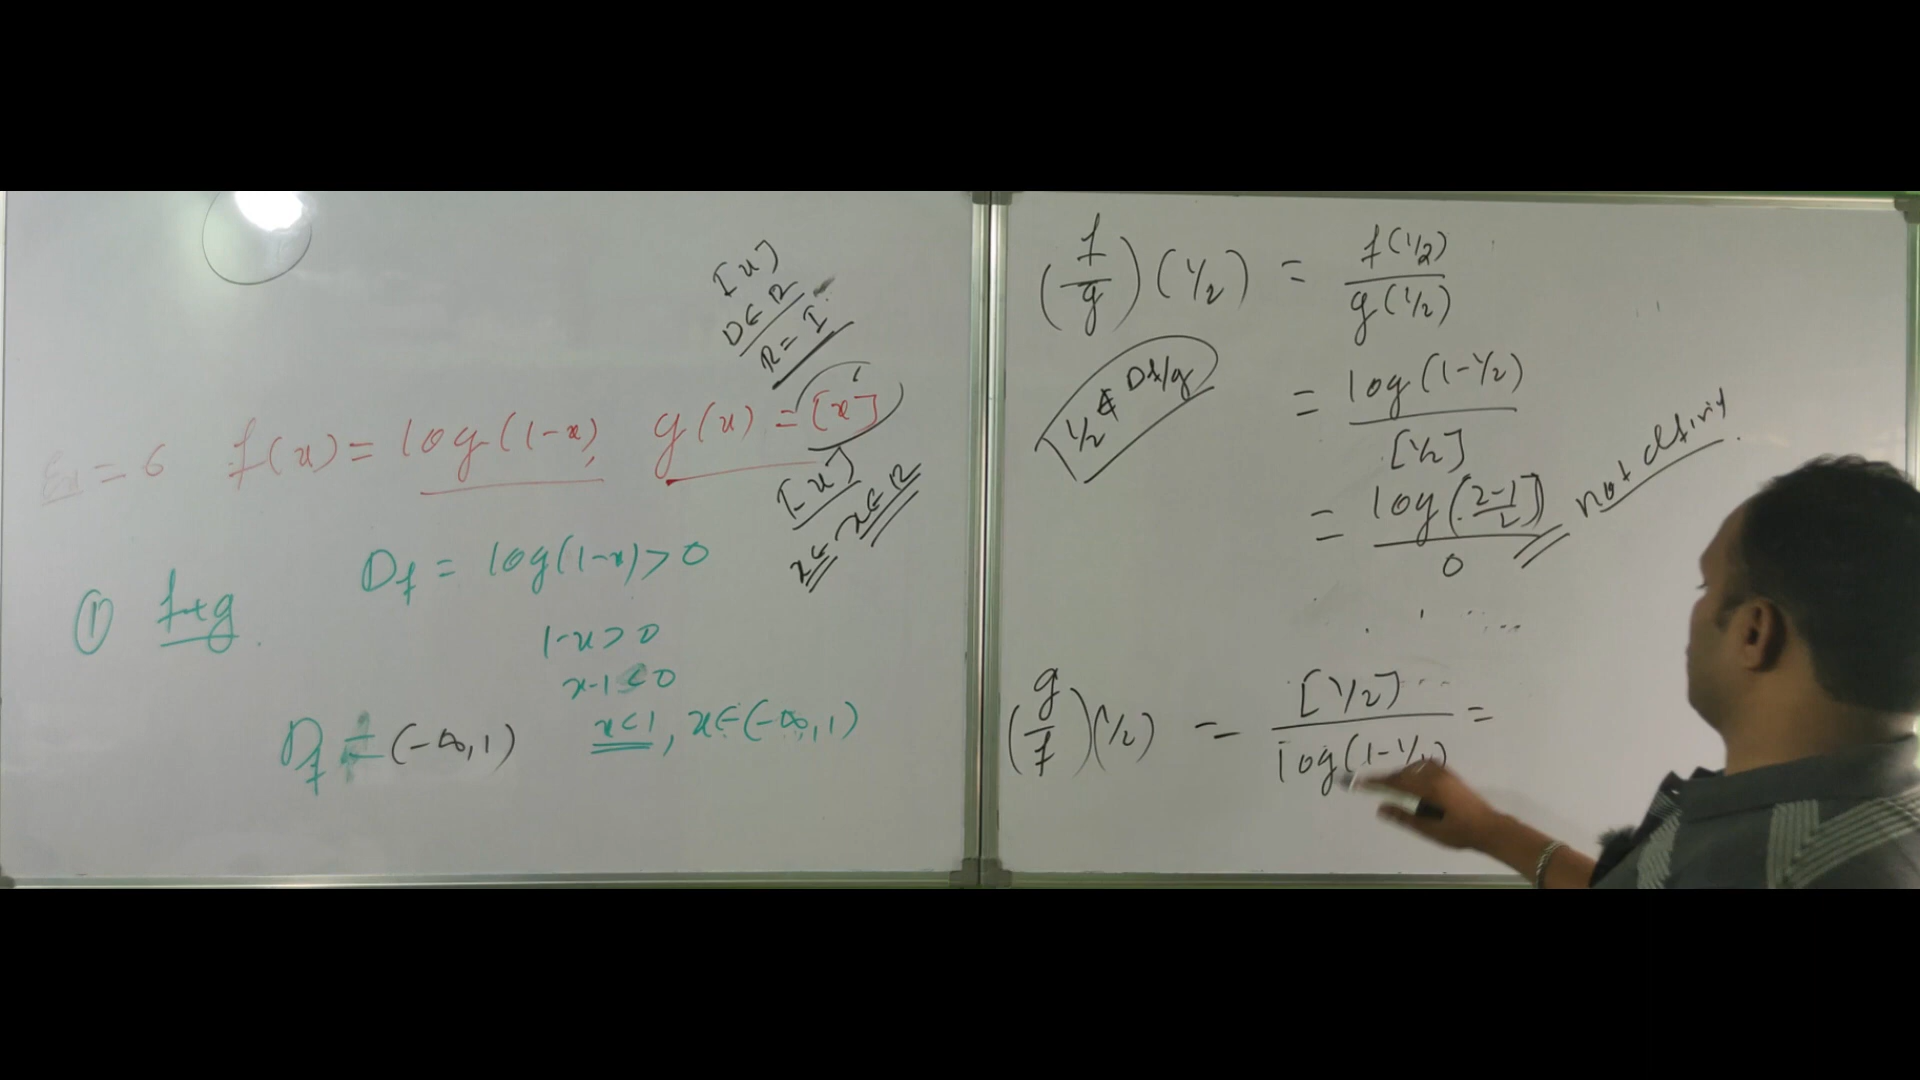 [x]
D ∈ R
R = I
Ex = 6 f(x) = log(1-x), g(x) = [x]
[x]
x ∈ x ∈ R
① f+g.
Df = log(1-x) > 0
1-x > 0
x-1 < 0
x < 1, x ∈ (-∞, 1)
Df = (-∞, 1)
(f/g)(1/2) = f(1/2)/g(1/2)
1/2 ∉ Df/g
= log(1-1/2)/[1/2]
= log(2-1/2)/0 not
(g/f)(1/2) = [1/2]/log(1-1/2) =